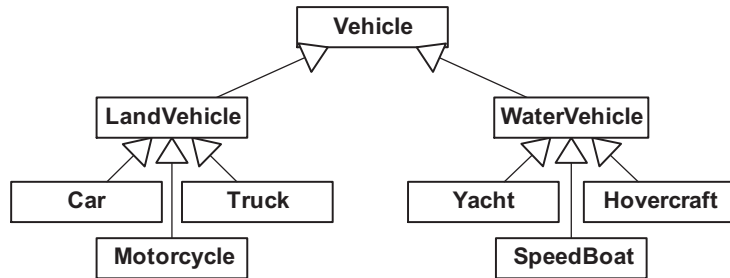 Vehicle
LandVehicle
WaterVehicle
Car
Truck
Yacht
Hovercraft
Motorcycle
SpeedBoat